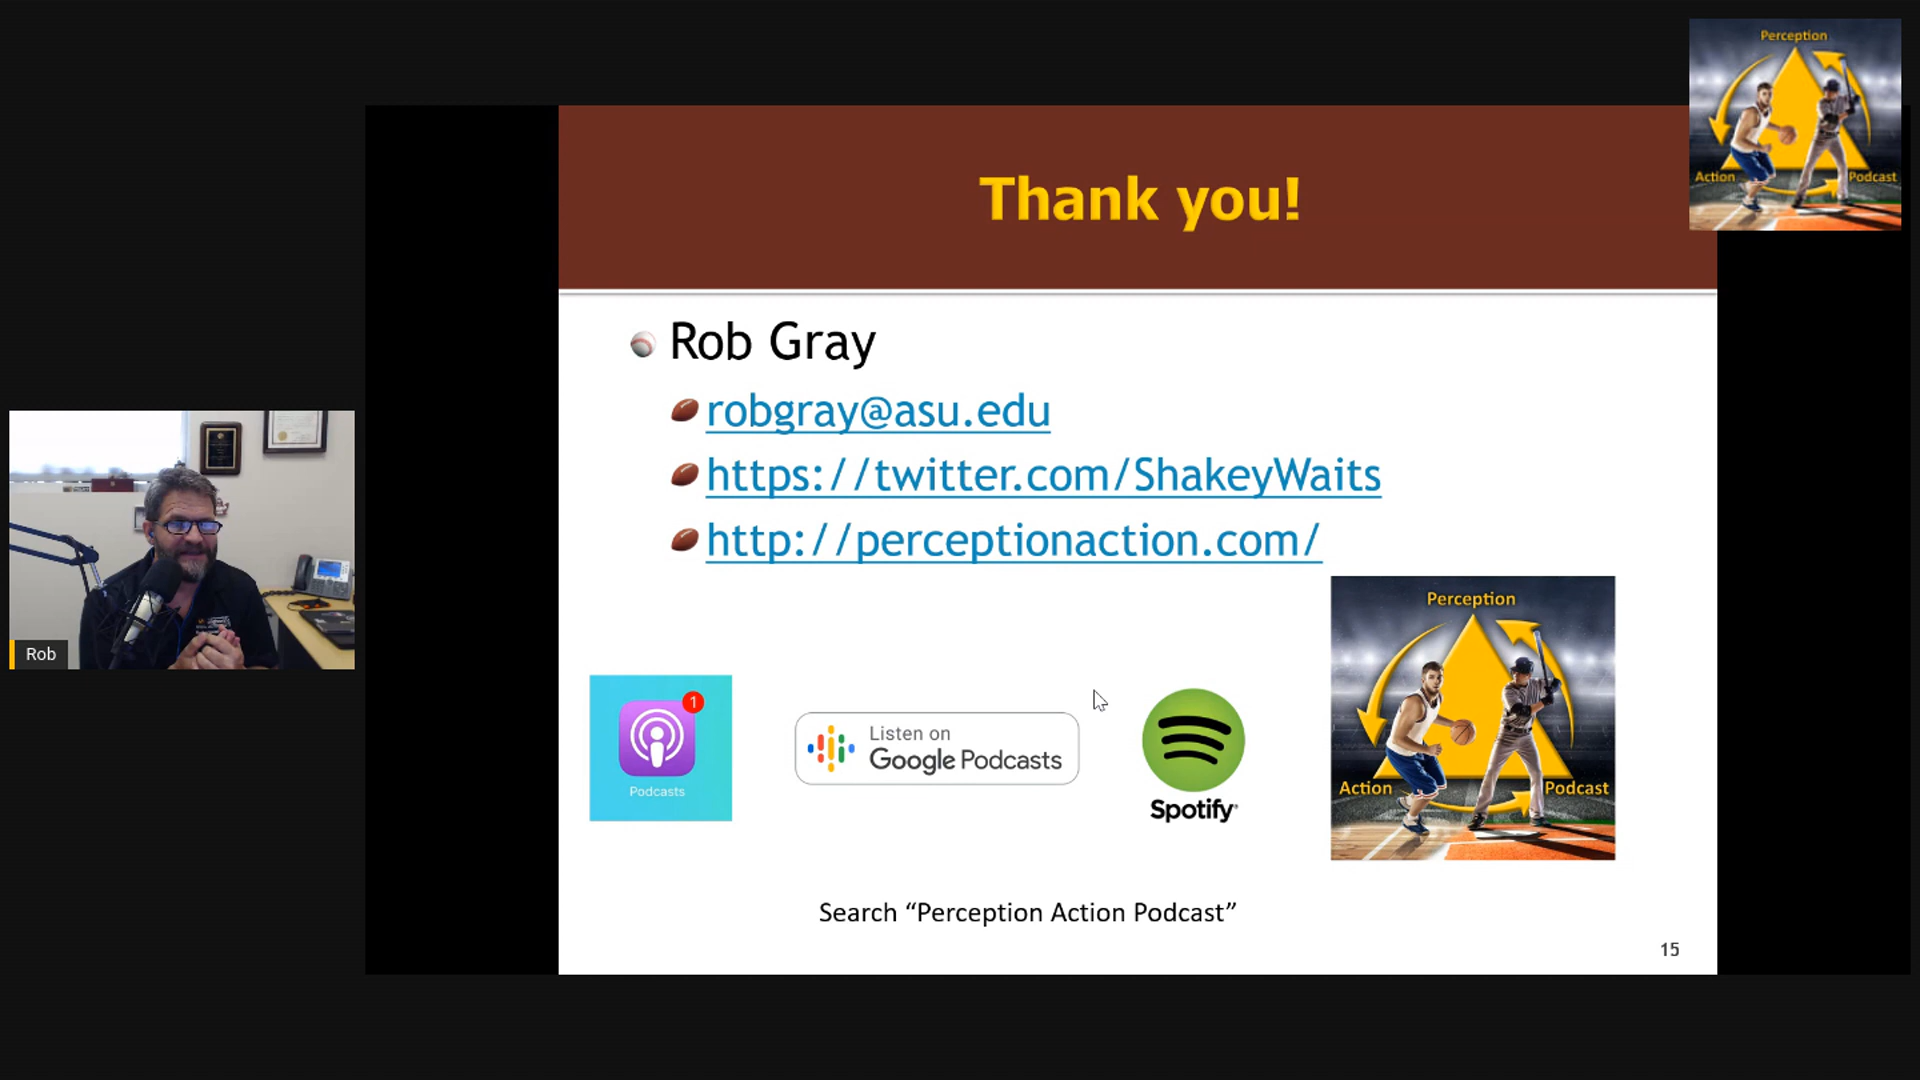 Perception
Action
Podcast
Thank you!
Rob Gray
robgray@asu.edu
https://twitter.com/ShakeyWaits
http://perceptionaction.com/
Rob
1
Podcasts
Listen on
Google Podcasts
Spotify
Perception
Action
Podcast
Search “Perception Action Podcast”
15